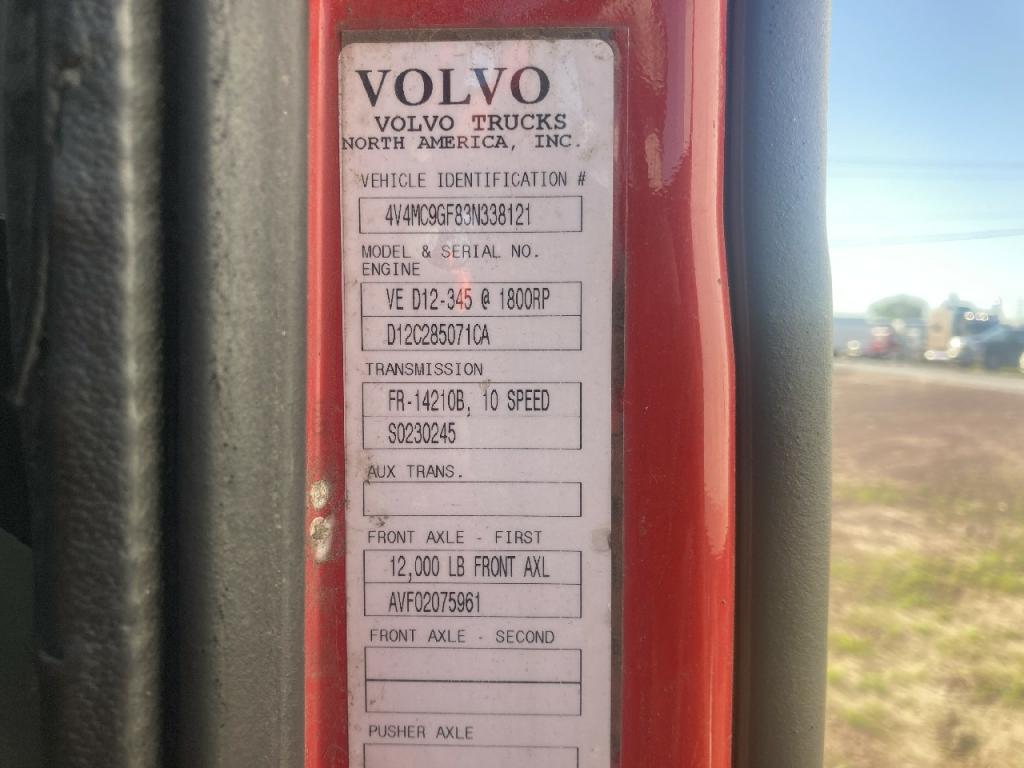 VOLVO
VOLVO TRUCKS
NORTH AMERICA, INC.
VEHICLE IDENTIFICATION #
4V4MC9GF83N338121
MODEL & SERIAL NO.
ENGINE
VE D12-345 @ 1800RP
D12C285071CA
TRANSMISSION
FR-14210B, 10 SPEED
S0230245
AUX TRANS.
FRONT AXLE - FIRST
12,000 LB FRONT AXL
AVF02075961
FRONT AXLE - SECOND
PUSHER AXLE